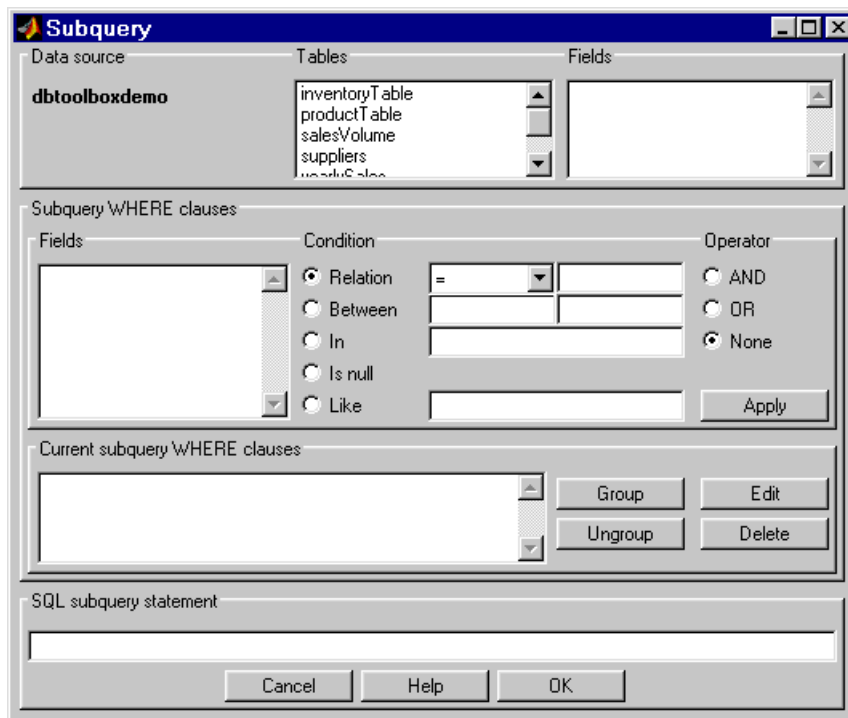 Subquery
Data source
Tables
Fields
dbtoolboxdemo
inventoryTable
productTable
salesVolume
suppliers
yearlySales
Subquery WHERE clauses
Fields
Condition
Operator
Relation
=
AND
Between
OR
In
None
Is null
Like
Apply
Current subquery WHERE clauses
Group
Edit
Ungroup
Delete
SQL subquery statement
Cancel
Help
OK